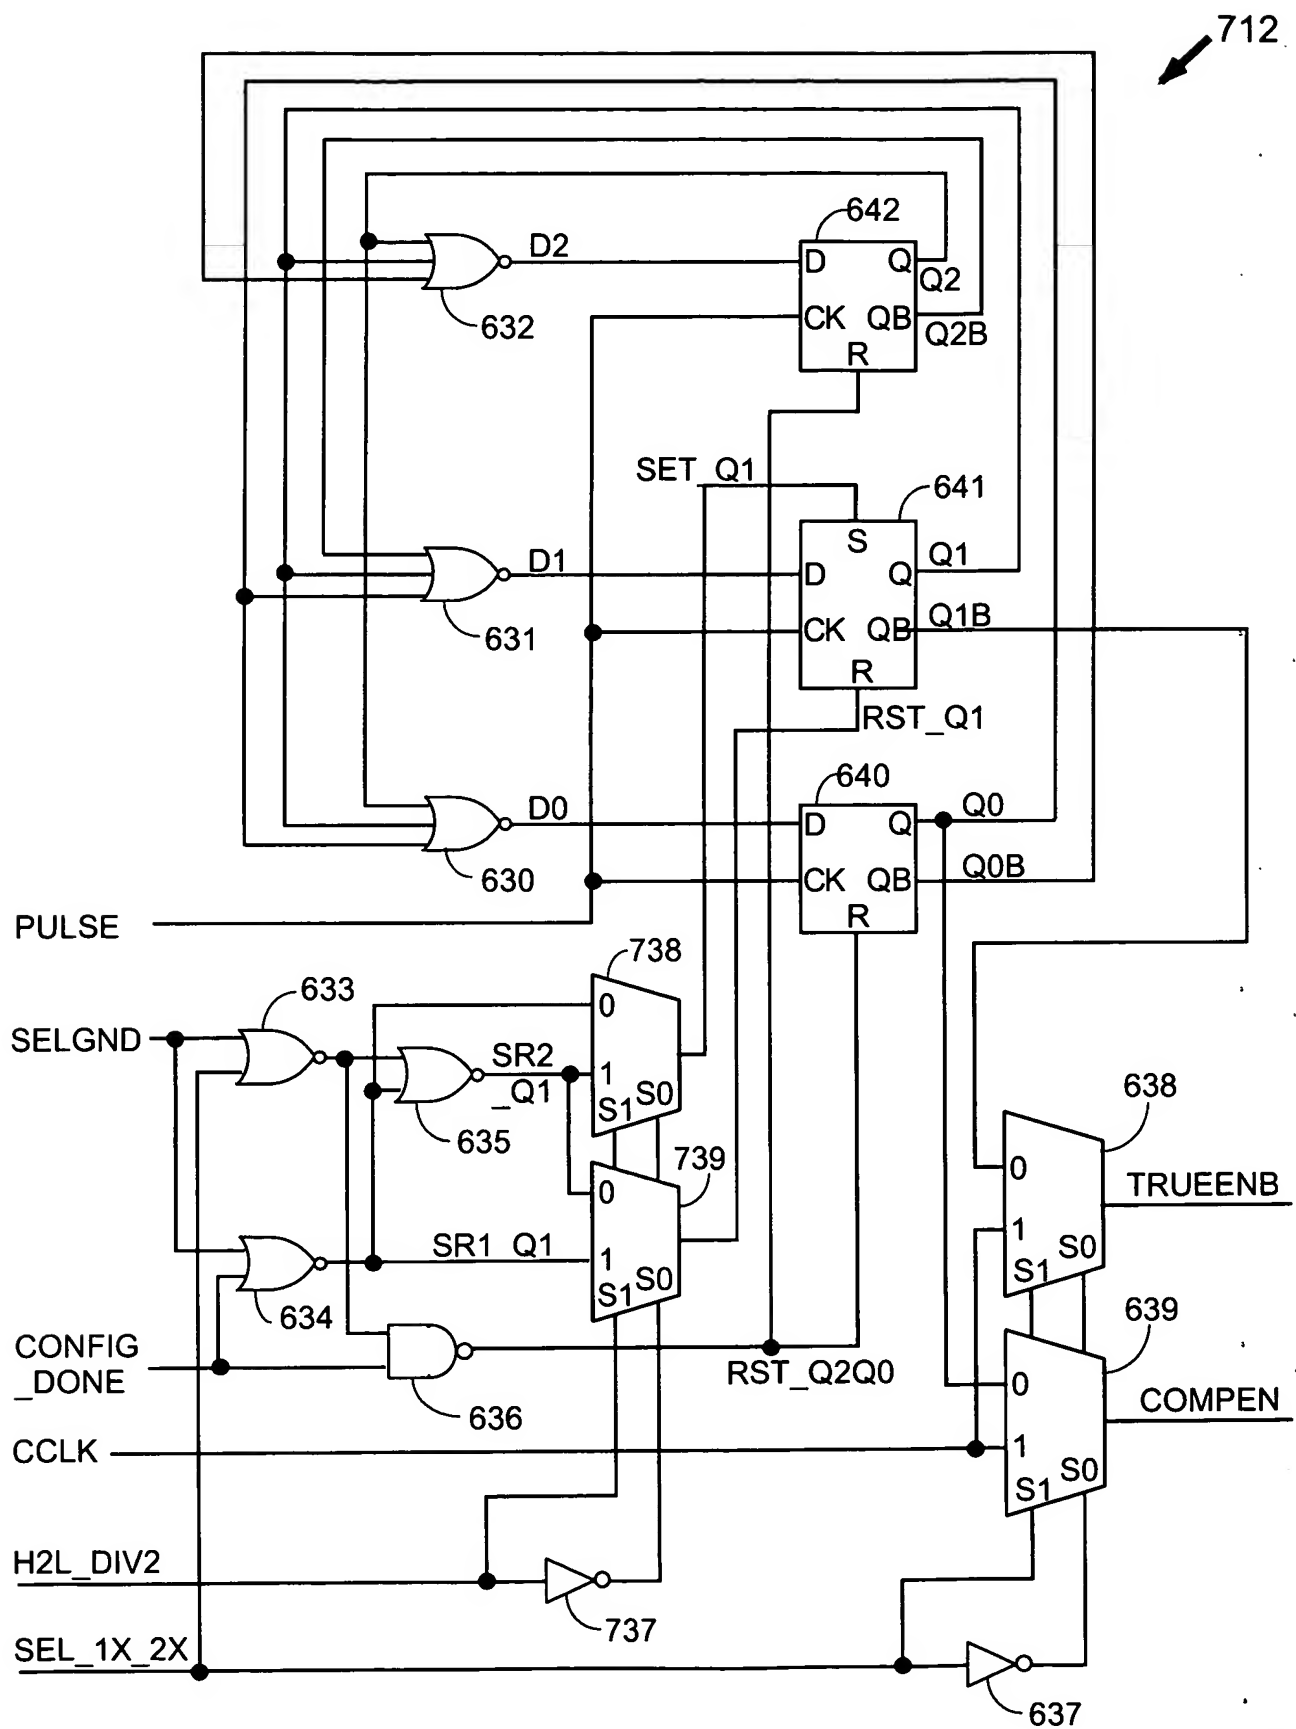 712
642
D2
D
Q
Q2
632
CK
QB
Q2B
R
SET_Q1
641
S
D1
D
Q
Q1
631
CK
QB
Q1B
R
RST_Q1
640
D0
D
Q
Q0
630
CK
QB
Q0B
R
PULSE
738
633
0
SELGND
SR2
_Q1
1
S1
S0
635
739
638
0
0
TRUEENB
SR1_Q1
1
1
S1
S0
S1
S0
634
639
CONFIG
_DONE
RST_Q2Q0
0
COMPEN
636
CCLK
1
S1
S0
H2L_DIV2
737
SEL_1X_2X
637